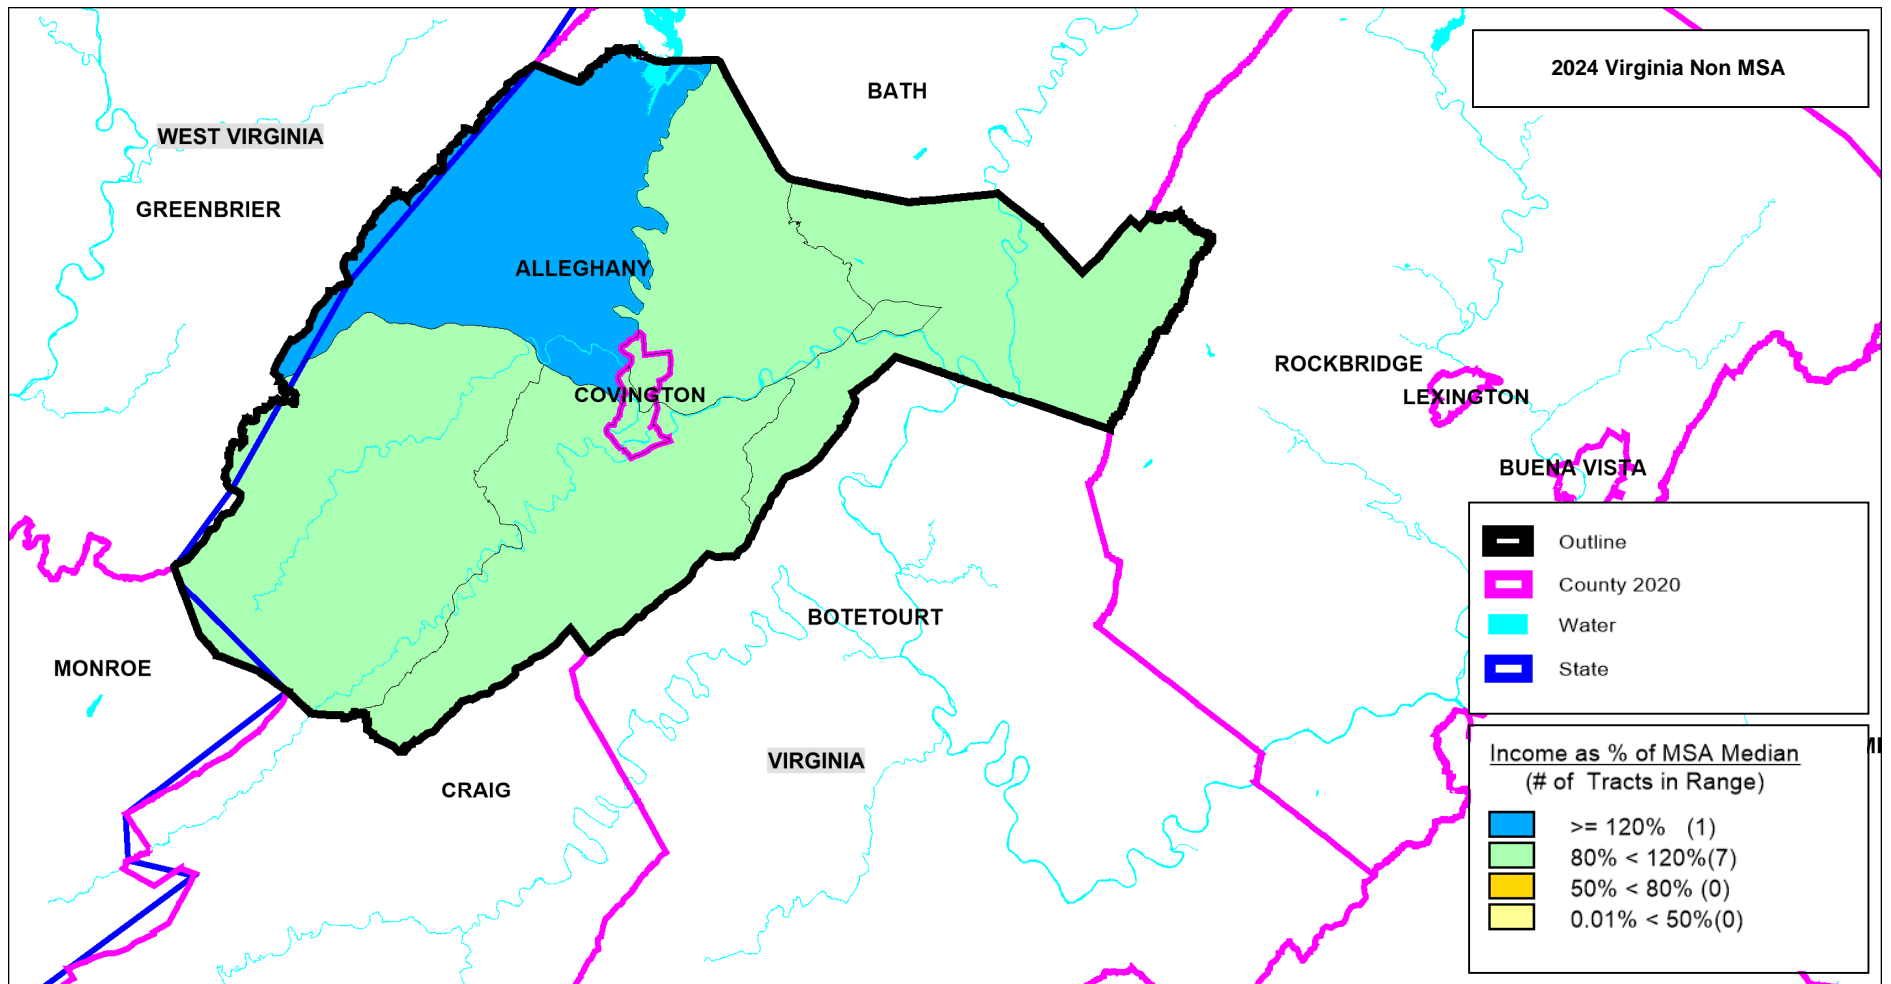 2024 Virginia Non MSA
BATH
WEST VIRGINIA
GREENBRIER
ALLEGHANY
ROCKBRIDGE
COVINGTON
LEXINGTON
BUENA VISTA
Outline
County 2020
BOTETOURT
Water
MONROE
State
VIRGINIA
CRAIG
Income as % of MSA Median
(# of Tracts in Range)
>= 120% (1)
80% < 120%(7)
50% < 80% (0)
0.01% < 50%(0)